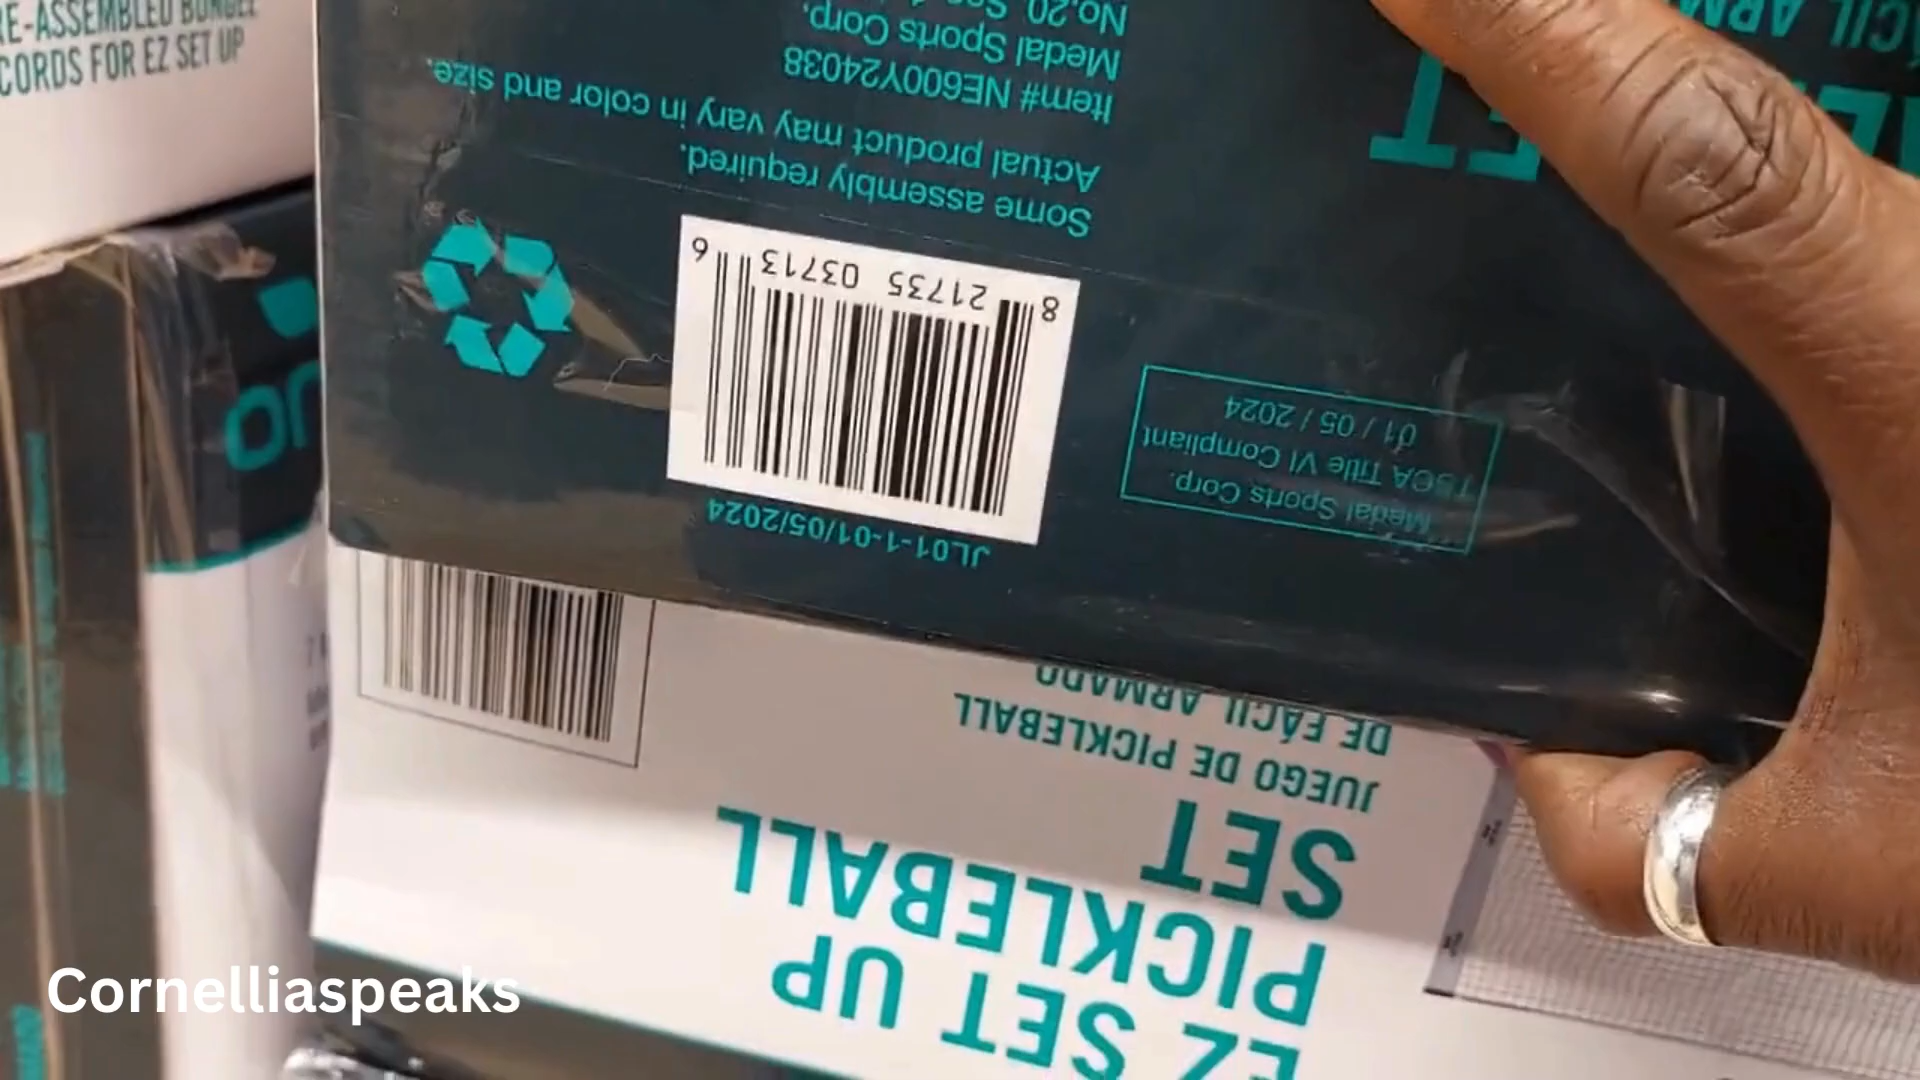 RE-ASSEMBLED BUNGEE
CORDS FOR EZ SET UP
Medal Sports Corp.
Item# NE600Y24038
Actual product may vary in color and size.
Some assembly required.
8 21735 03713 6
JL01-1-01/05/2024
Medal Sports Corp.
TSCA Title VI Compliant
01 / 05 / 2024
EZ SET UP
PICKLEBALL
SET
JUEGO DE PICKLEBALL
DE FÁCIL ARMADO
Cornelliaspeaks